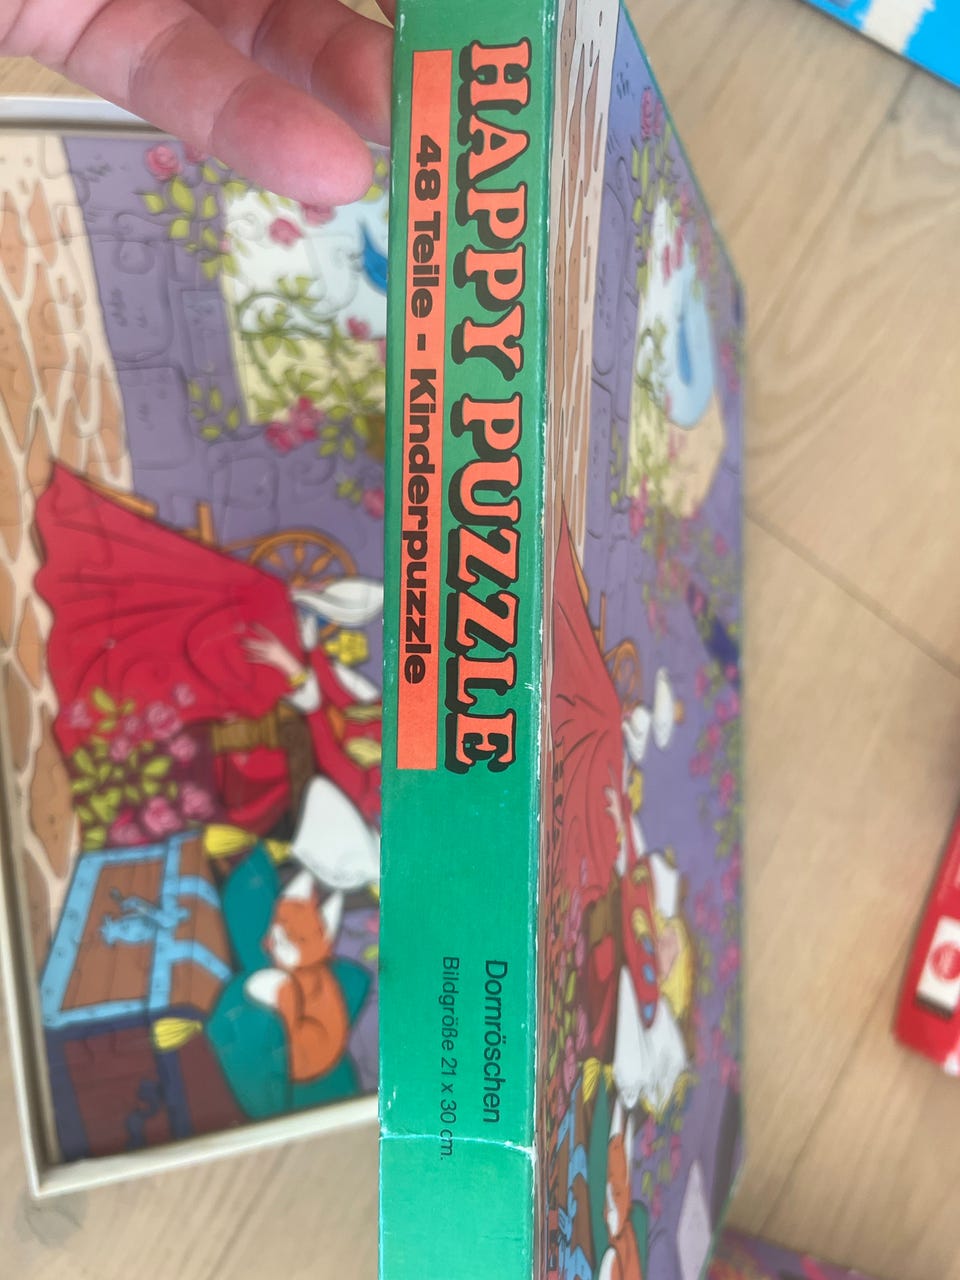 HAPPY PUZZLE
48 Teile - Kinderpuzzle
Dornröschen
Bildgröße 21 x 30 cm.